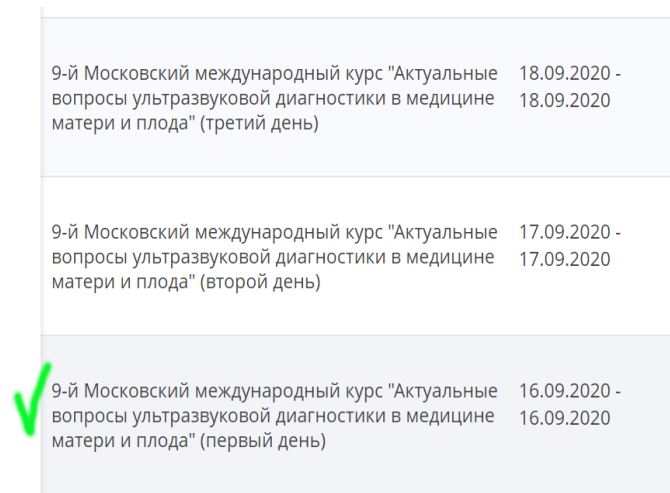 9-й Московский международный курс "Актуальные
вопросы ультразвуковой диагностики в медицине
матери и плода" (третий день)
18.09.2020 -
18.09.2020
9-й Московский международный курс "Актуальные
вопросы ультразвуковой диагностики в медицине
матери и плода" (второй день)
17.09.2020 -
17.09.2020
9-й Московский международный курс "Актуальные
вопросы ультразвуковой диагностики в медицине
матери и плода" (первый день)
16.09.2020 -
16.09.2020